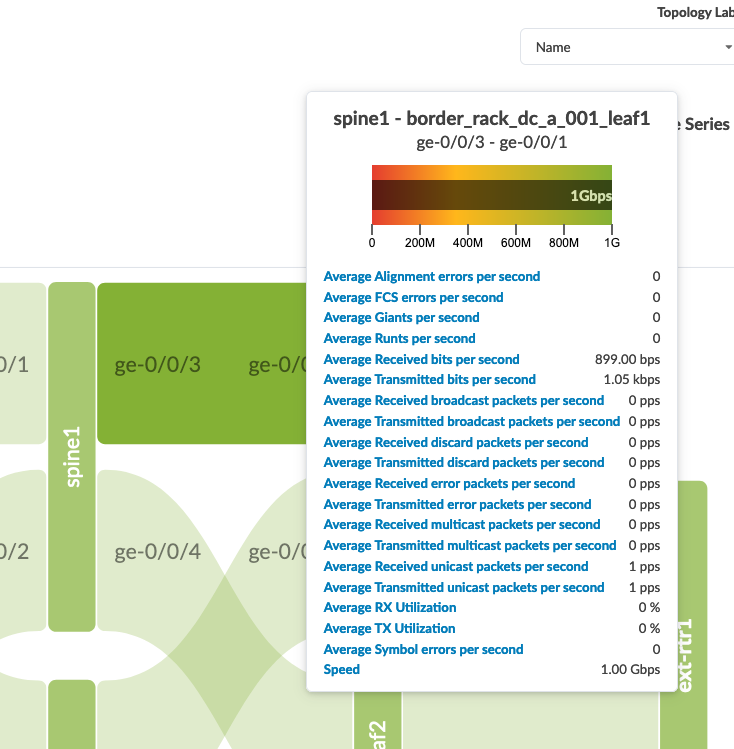 Topology Lab
Name
e Series
spine1 - border_rack_dc_a_001_leaf1
ge-0/0/3 - ge-0/0/1
1Gbps
0 200M 400M 600M 800M 1G
Average Alignment errors per second 0
Average FCS errors per second 0
Average Giants per second 0
Average Runts per second 0
Average Received bits per second 899.00 bps
Average Transmitted bits per second 1.05 kbps
Average Received broadcast packets per second 0 pps
Average Transmitted broadcast packets per second 0 pps
Average Received discard packets per second 0 pps
Average Transmitted discard packets per second 0 pps
Average Received error packets per second 0 pps
Average Transmitted error packets per second 0 pps
Average Received multicast packets per second 0 pps
Average Transmitted multicast packets per second 0 pps
Average Received unicast packets per second 1 pps
Average Transmitted unicast packets per second 1 pps
Average RX Utilization 0 %
Average TX Utilization 0 %
Average Symbol errors per second 0
Speed 1.00 Gbps
0/1
spine1
ge-0/0/3
ge-0/0
0/2
ge-0/0/4
ge-0/0
af2
ext-rtr1